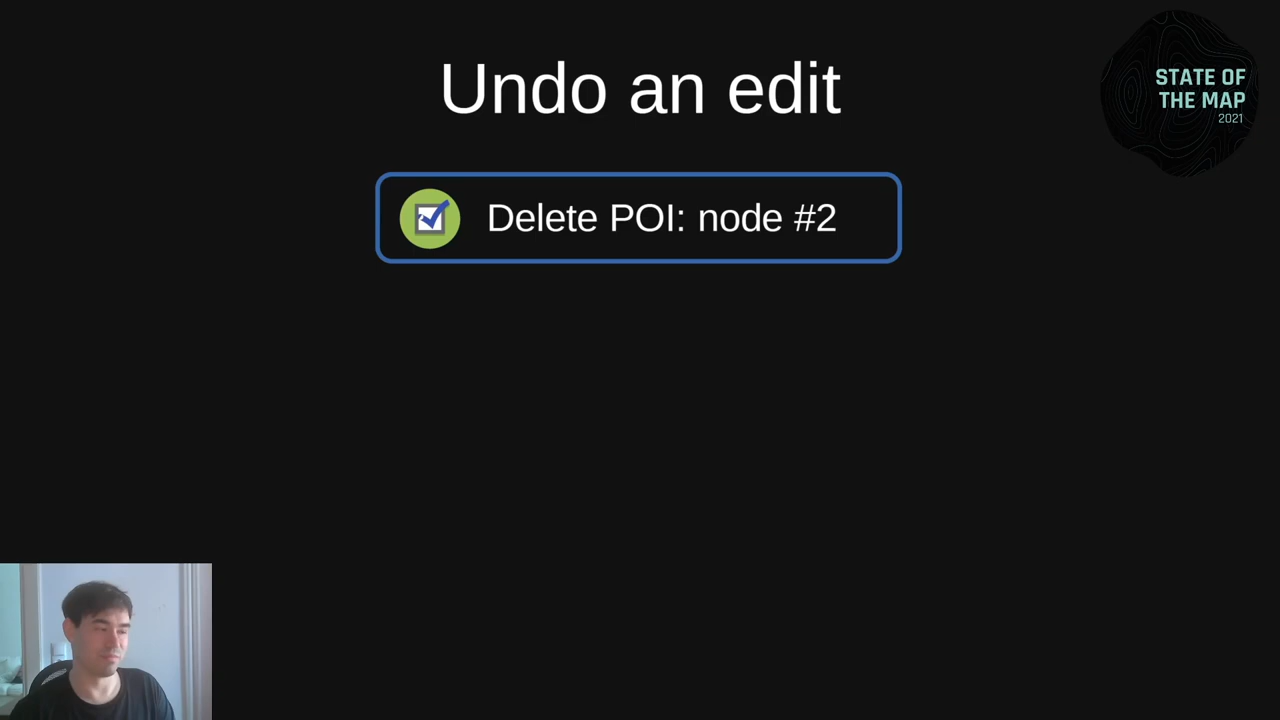 Undo an edit
STATE OF
THE MAP
2021
Delete POI: node #2